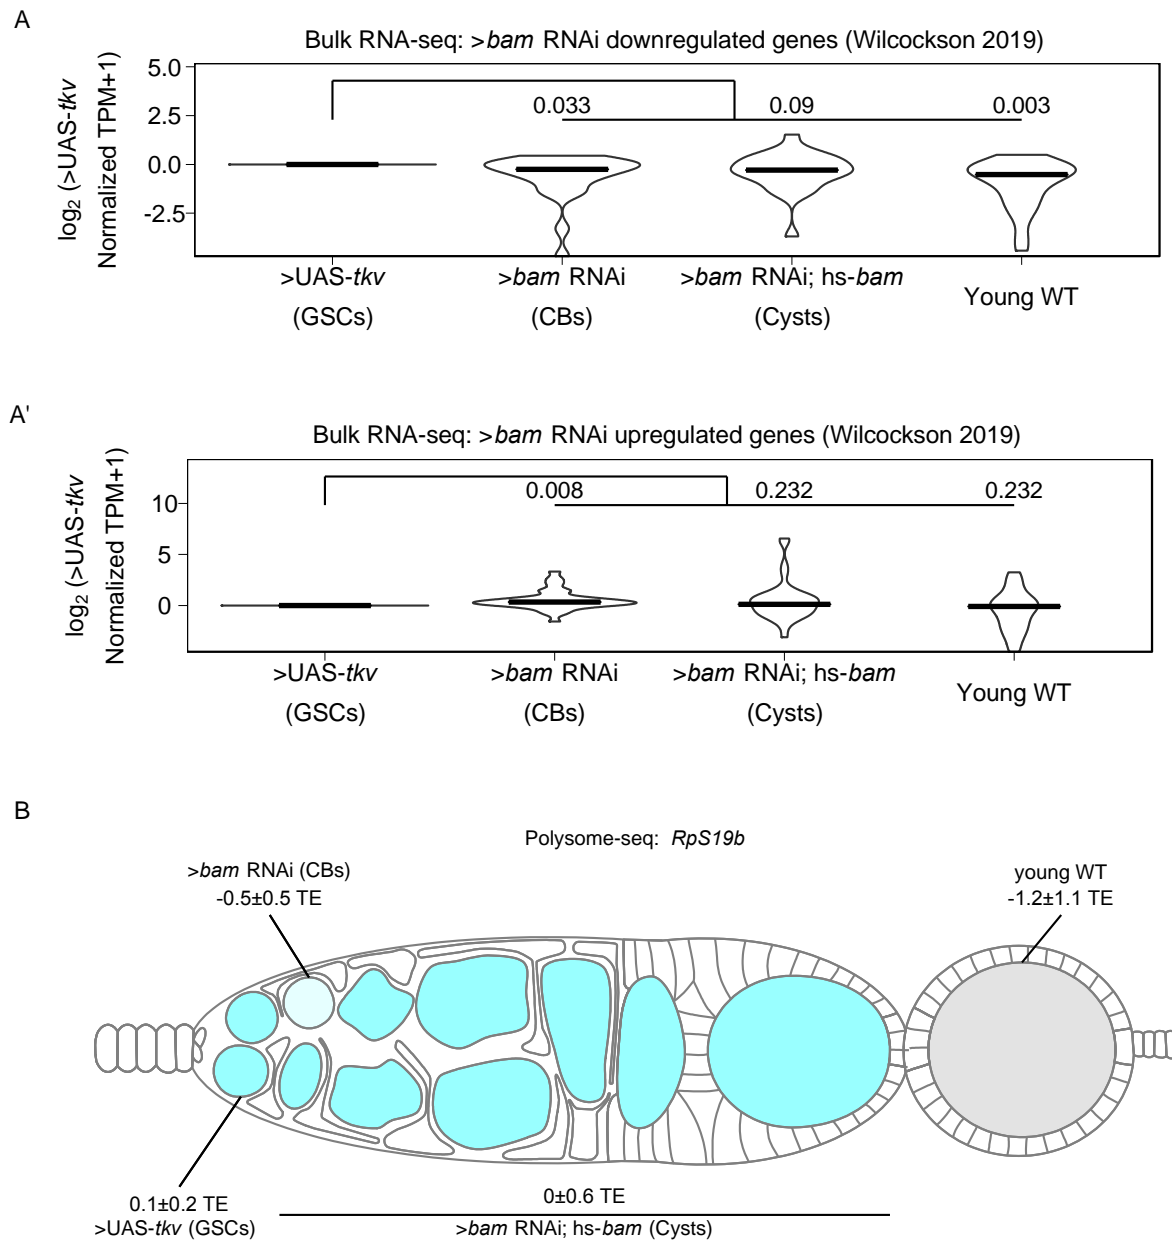 A
Bulk RNA-seq: >bam RNAi downregulated genes (Wilcockson 2019)
log₂ (>UAS-tkv
Normalized TPM+1)
5.0
2.5
0.0
-2.5
0.033
0.09
0.003
>UAS-tkv
(GSCs)
>bam RNAi
(CBs)
>bam RNAi; hs-bam
(Cysts)
Young WT
A'
Bulk RNA-seq: >bam RNAi upregulated genes (Wilcockson 2019)
log₂ (>UAS-tkv
Normalized TPM+1)
10
5
0
0.008
0.232
0.232
>UAS-tkv
(GSCs)
>bam RNAi
(CBs)
>bam RNAi; hs-bam
(Cysts)
Young WT
B
Polysome-seq: RpS19b
>bam RNAi (CBs)
-0.5±0.5 TE
young WT
-1.2±1.1 TE
0.1±0.2 TE
>UAS-tkv (GSCs)
0±0.6 TE
>bam RNAi; hs-bam (Cysts)